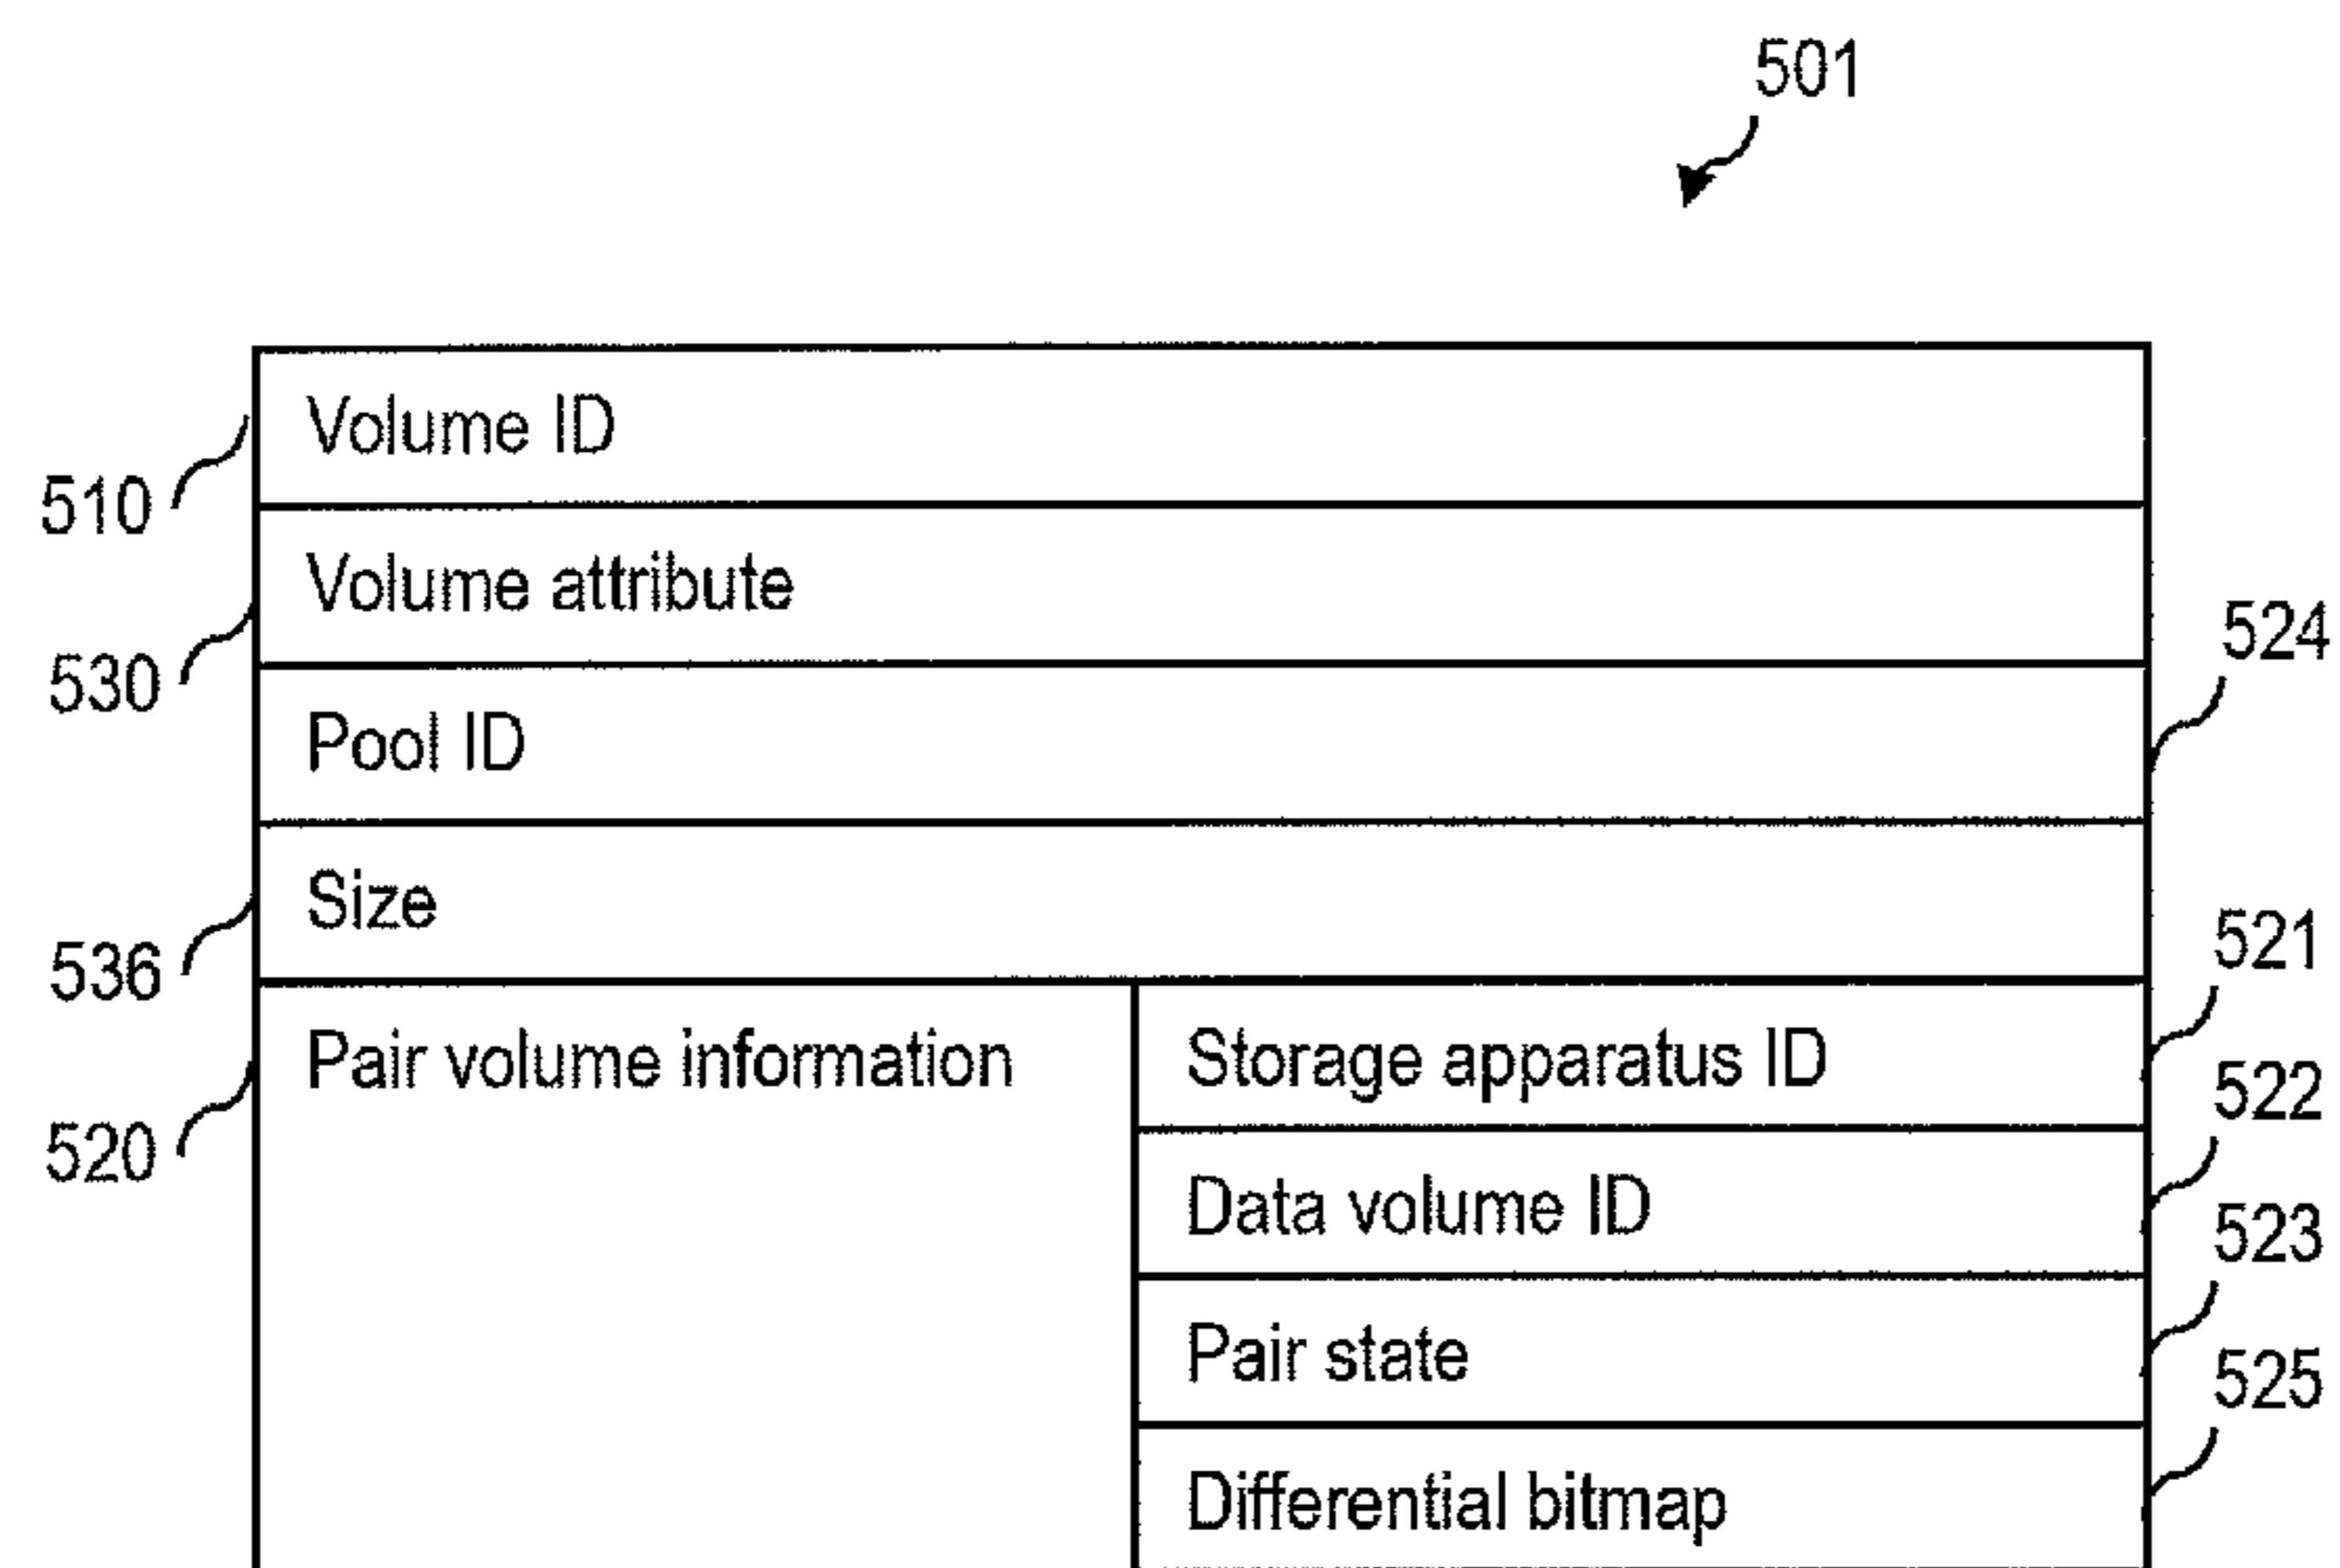 501
Volume ID
510
Volume attribute
530
524
Pool ID
Size
536
521
Pair volume information
Storage apparatus ID
520
522
Data volume ID
523
Pair state
525
Differential bitmap